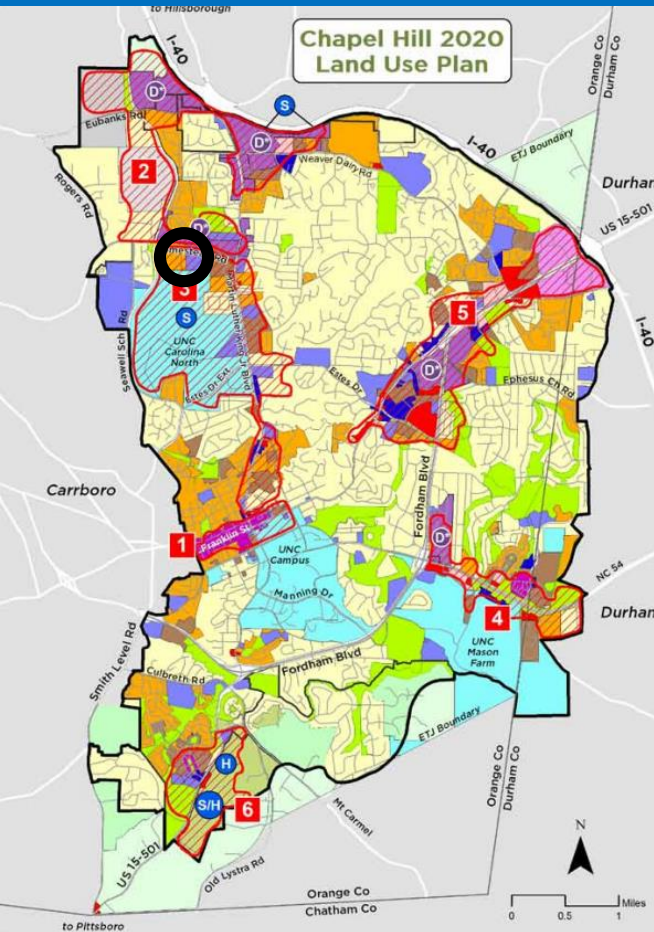 to Hillsborough
I-40
Chapel Hill 2020
Land Use Plan
Orange Co
Durham Co
D*
S
Eubanks Rd
D*
I-40
ETJ Boundary
Weaver Dairy Rd
2
Rogers Rd
Durham
US 15-501
3
5
S
D*
I-40
UNC
Carolina
North
Martin Luther King Jr Blvd
Seawell Sch Rd
Estes Dr Ext
Estes Dr
Ephesus Ch Rd
Carrboro
Fordham Blvd
1
Franklin St
D*
UNC
Campus
NC 54
Manning Dr
4
Durham
UNC
Mason
Farm
Smith Level Rd
Fordham Blvd
Culbreth Rd
ETJ Boundary
H
Orange Co
Durham Co
S/H
6
Mt Carmel
N
US 15-501
Old Lystra Rd
Orange Co
Chatham Co
Miles
0 0.5 1
to Pittsboro